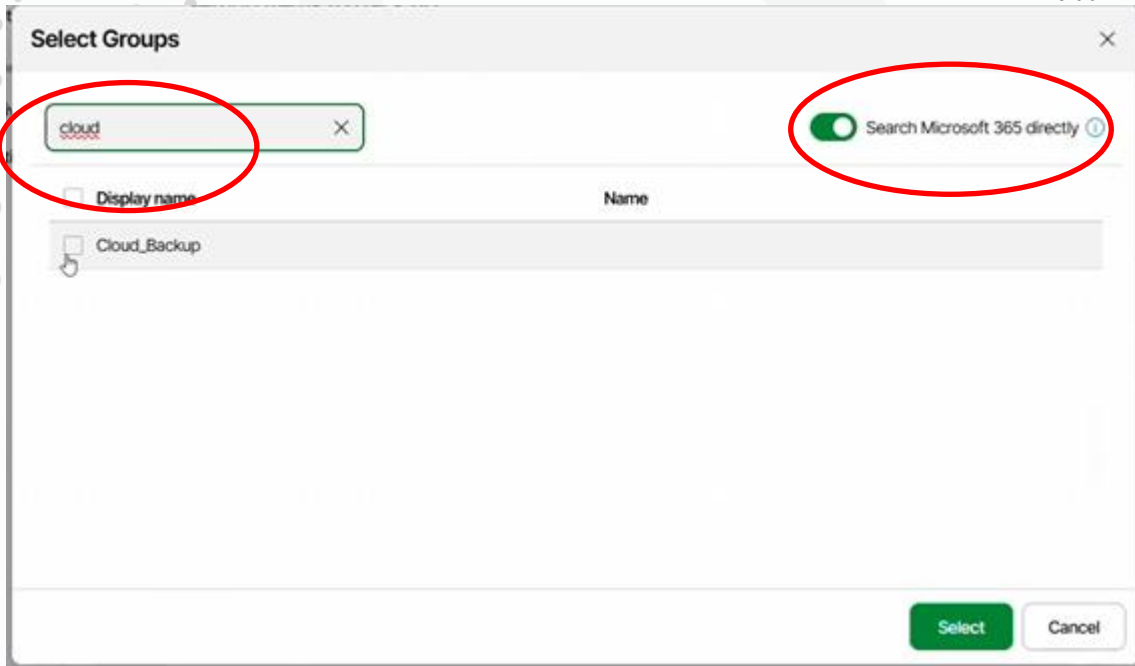 Select Groups
cloud
Search Microsoft 365 directly
Display name Name
Cloud_Backup
Select Cancel